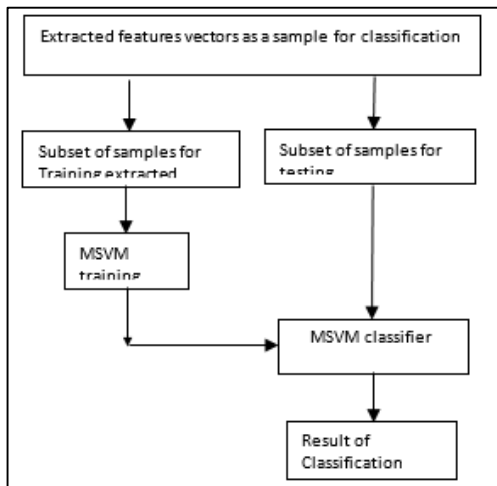 Extracted features vectors as a sample for classification
Subset of samples for
Training extracted
Subset of samples for
testing
MSVM
training
MSVM classifier
Result of
Classification